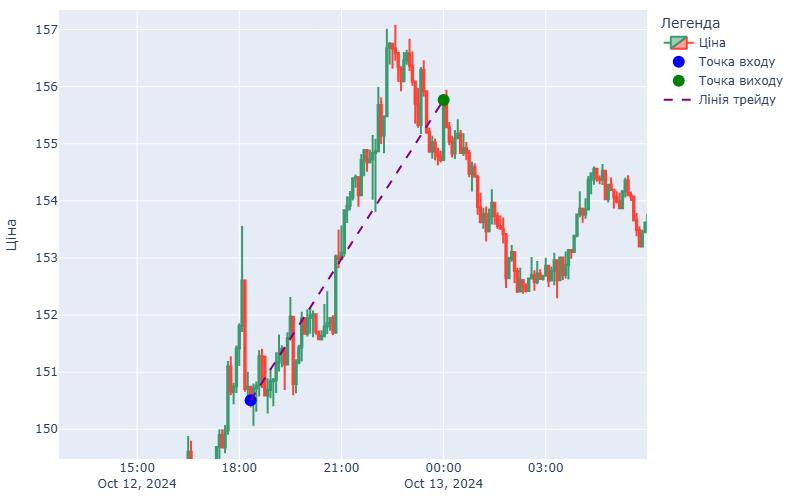 Легенда
Ціна
Точка входу
Точка виходу
Лінія трейду
Ціна
157
156
155
154
153
152
151
150
15:00
18:00
21:00
00:00
03:00
Oct 12, 2024
Oct 13, 2024